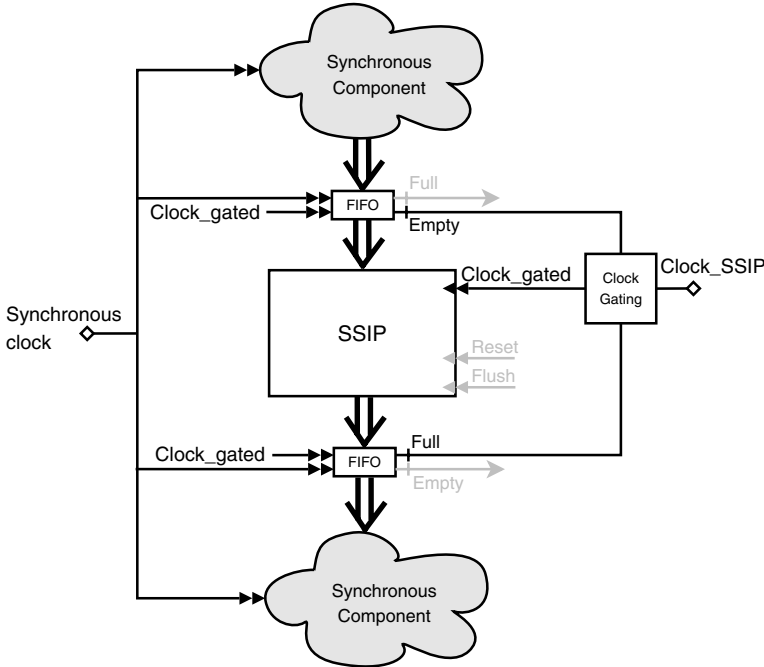 Synchronous
Component
Full
FIFO
Clock_gated
Empty
Clock_gated
Clock_SSIP
Clock
Gating
Synchronous
clock
SSIP
Reset
Flush
Full
Clock_gated
FIFO
Empty
Synchronous
Component